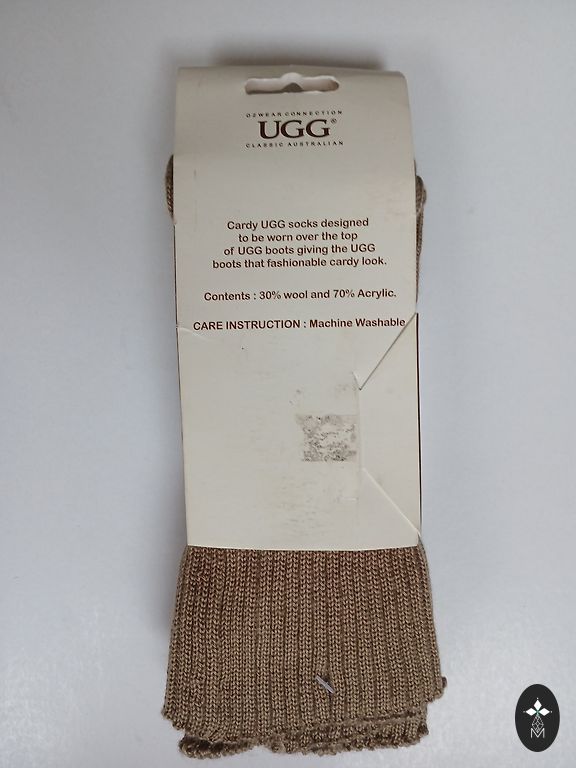 OZWEAR CONNECTION
UGG®
CLASSIC AUSTRALIAN
Cardy UGG socks designed
to be worn over the top
of UGG boots giving the UGG
boots that fashionable cardy look.
Contents : 30% wool and 70% Acrylic.
CARE INSTRUCTION : Machine Washable
M